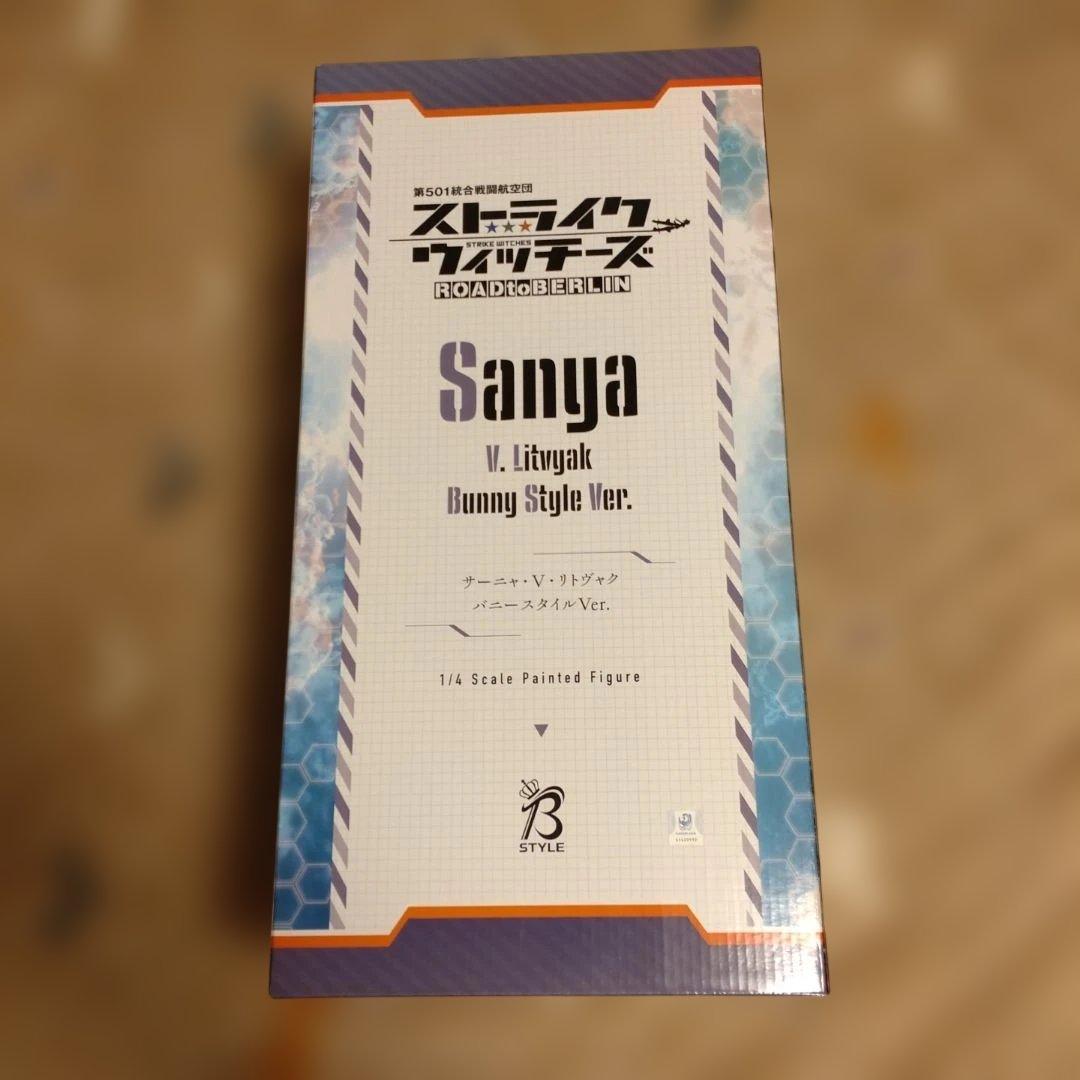 第501統合戦闘航空団
ストライク
STRIKE WITCHES
ウィッチーズ
ROADtoBERLIN
Sanya
V. Litvyak
Bunny Style Ver.
サーニャ・V・リトヴャク
バニースタイルVer.
1/4 Scale Painted Figure
B
STYLE